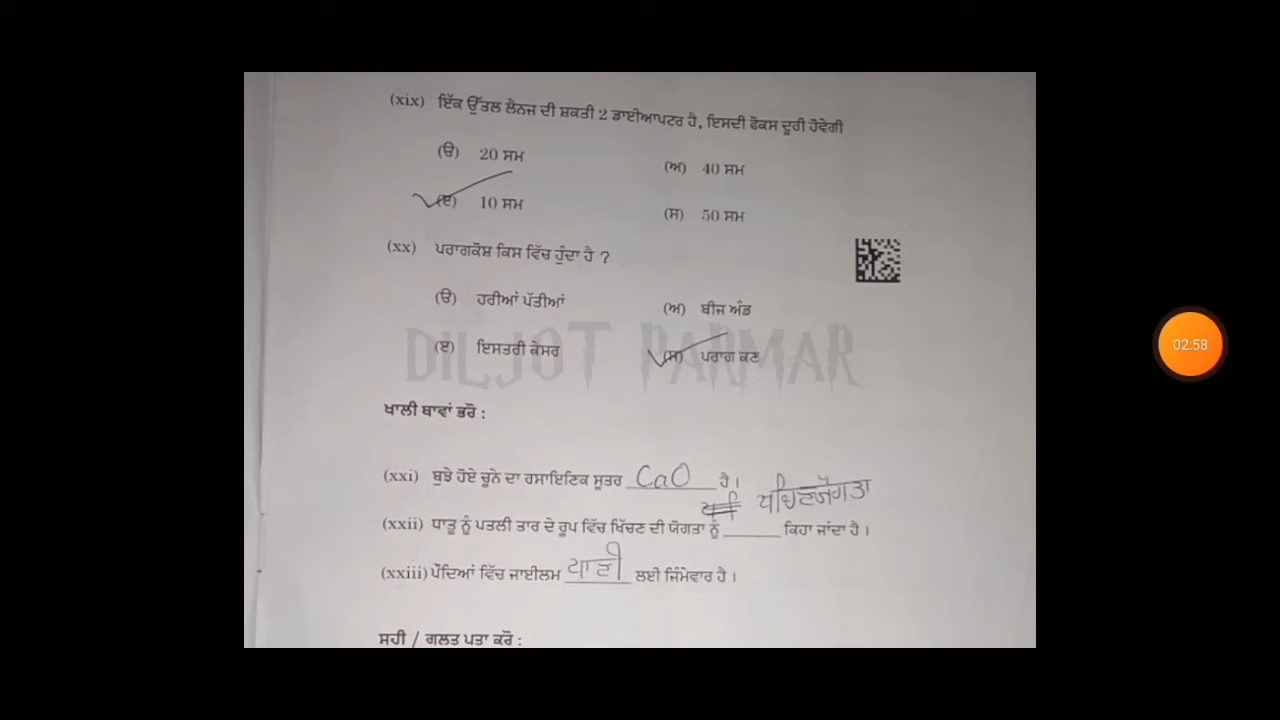 (xix) ਇੱਕ ਉੱਤਲ ਲੈਨਜ ਦੀ ਸ਼ਕਤੀ 2 ਡਾਈਆਪਟਰ ਹੈ, ਇਸਦੀ ਫੋਕਸ ਦੂਰੀ ਹੋਵੇਗੀ
(ੳ) 20 ਸਮ (ਅ) 40 ਸਮ
(ੲ) 10 ਸਮ (ਸ) 50 ਸਮ
(xx) ਪਰਾਗਕੋਸ਼ ਕਿਸ ਵਿੱਚ ਹੁੰਦਾ ਹੈ ?
(ੳ) ਹਰੀਆਂ ਪੱਤੀਆਂ (ਅ) ਬੀਜ ਅੰਡ
02:58
DILJOT PARMAR
(ੲ) ਇਸਤਰੀ ਕੇਸਰ (ਸ) ਪਰਾਗ ਕਣ
ਖਾਲੀ ਥਾਵਾਂ ਭਰੋ :
(xxi) ਬੁਝੇ ਹੋਏ ਚੂਨੇ ਦਾ ਰਸਾਇਣਿਕ ਸੂਤਰ CaO ਹੈ ।
(xxii) ਧਾਤੂ ਨੂੰ ਪਤਲੀ ਤਾਰ ਦੇ ਰੂਪ ਵਿੱਚ ਖਿੱਚਣ ਦੀ ਯੋਗਤਾ ਨੂੰ ______ ਕਿਹਾ ਜਾਂਦਾ ਹੈ ।
(xxiii) ਪੌਦਿਆਂ ਵਿੱਚ ਜਾਈਲਮ ਪਾਣੀ ਲਈ ਜਿੰਮੇਵਾਰ ਹੈ ।
ਸਹੀ / ਗਲਤ ਪਤਾ ਕਰੋ :